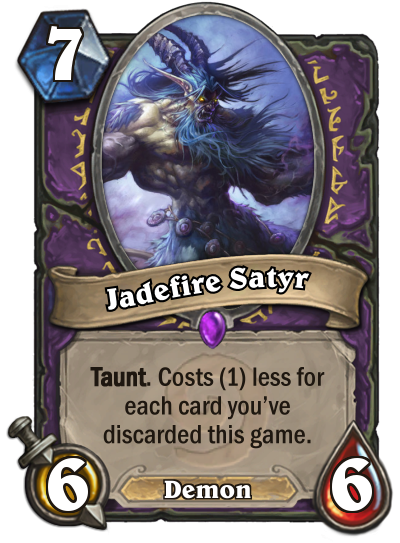 7
Jadefire Satyr
Taunt. Costs (1) less for
each card you've
discarded this game.
6
Demon
6